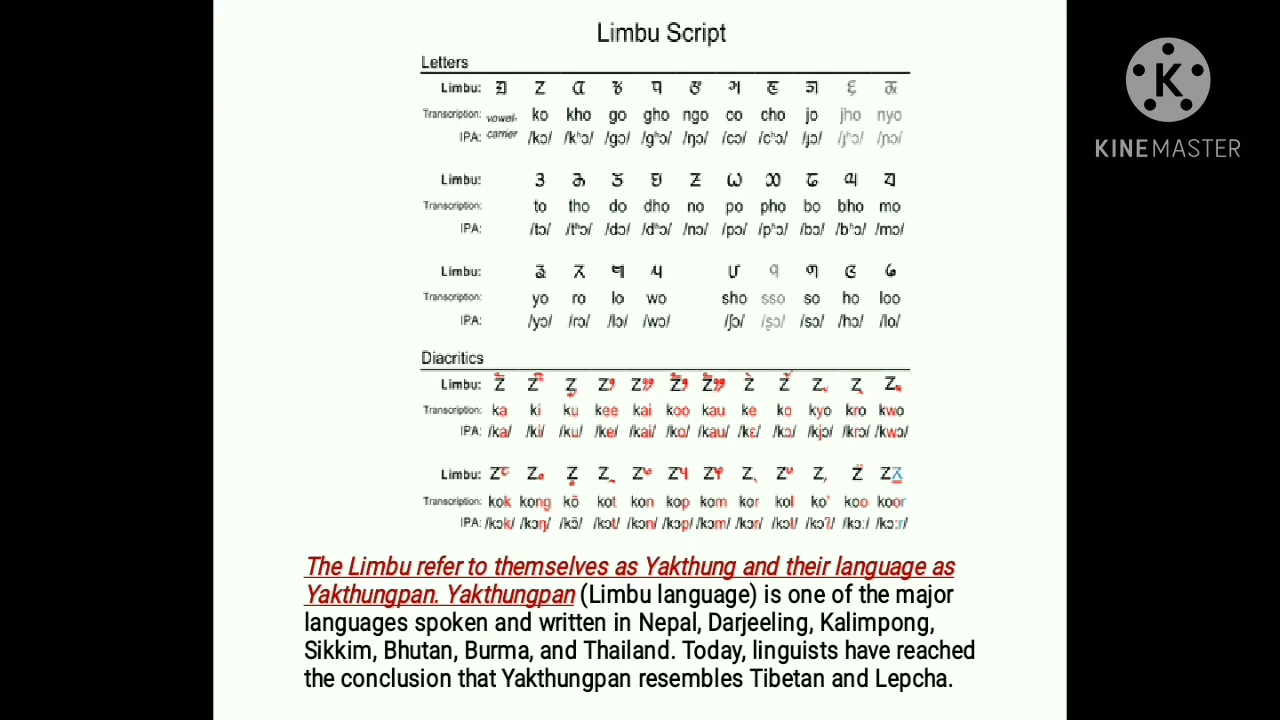 Limbu Script
KINEMASTER
Letters
Limbu: ᤀ ᤁ ᤂ ᤃ ᤄ ᤅ ᤆ ᤇ ᤈ ᤉ ᤊ
Transcription: vowel-carrier ko kho go gho ngo co cho jo jho nyo
IPA: /kɔ/ /kʰɔ/ /gɔ/ /gʰɔ/ /ŋɔ/ /cɔ/ /cʰɔ/ /ɟɔ/ /ɟʰɔ/ /ɲɔ/
Limbu: ᤋ ᤌ ᤍ ᤎ ᤏ ᤐ ᤑ ᤒ ᤓ ᤔ
Transcription: to tho do dho no po pho bo bho mo
IPA: /tɔ/ /tʰɔ/ /dɔ/ /dʰɔ/ /nɔ/ /pɔ/ /pʰɔ/ /bɔ/ /bʰɔ/ /mɔ/
Limbu: ᤕ ᤖ ᤗ ᤘ ᤙ ᤚ ᤛ ᤜ ᥀
Transcription: yo ro lo wo sho sso so ho loo
IPA: /yɔ/ /rɔ/ /lɔ/ /wɔ/ /ʃɔ/ /ʂɔ/ /sɔ/ /hɔ/ /lo/
Diacritics
Limbu: ᤁᤠ ᤁᤡ ᤁᤢ ᤁᤣ ᤁᤤ ᤁᤥ ᤁᤦ ᤁᤧ ᤁᤨ ᤁᤩ ᤁᤪ ᤁᤫ
Transcription: ka ki ku kee kai koo kau ke ko kyo kro kwo
IPA: /ka/ /ki/ /ku/ /ke/ /kai/ /ko/ /kau/ /kɛ/ /kɔ/ /kjɔ/ /krɔ/ /kwɔ/
Limbu: ᤁᤰ ᤁᤱ ᤁᤲ ᤁᤳ ᤁᤴ ᤁᤵ ᤁᤶ ᤁᤷ ᤁᤸ ᤁ᤹ ᤁ᤺ ᤁᤖ᤻
Transcription: kok kong kõ kot kon kop kom kor kol ko' koo koor
IPA: /kɔk/ /kɔŋ/ /kɔ̃/ /kɔt/ /kɔn/ /kɔp/ /kɔm/ /kɔr/ /kɔl/ /kɔʔ/ /kɔː/ /kɔːr/
The Limbu refer to themselves as Yakthung and their language as
Yakthungpan. Yakthungpan (Limbu language) is one of the major
languages spoken and written in Nepal, Darjeeling, Kalimpong,
Sikkim, Bhutan, Burma, and Thailand. Today, linguists have reached
the conclusion that Yakthungpan resembles Tibetan and Lepcha.